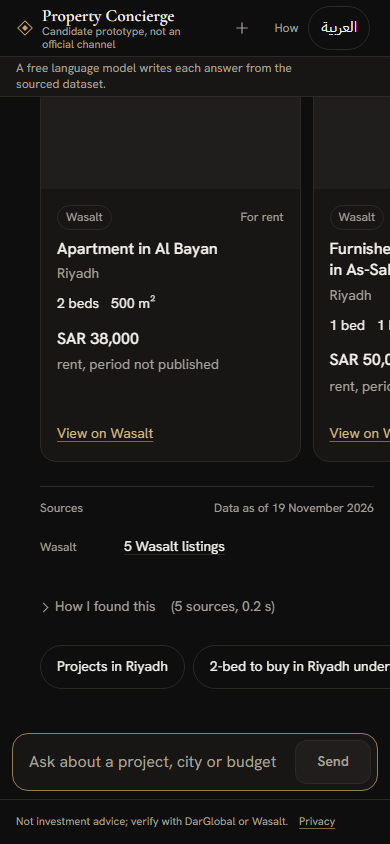 Property Concierge
Candidate prototype, not an
official channel
+
How
العربية
A free language model writes each answer from the
sourced dataset.
Wasalt
For rent
Apartment in Al Bayan
Riyadh
2 beds 500 m²
SAR 38,000
rent, period not published
View on Wasalt
Wasalt
Furnishe
in As-Sal
Riyadh
1 bed 1
SAR 50,0
rent, perio
View on W
Sources
Data as of 19 November 2026
Wasalt
5 Wasalt listings
How I found this (5 sources, 0.2 s)
Projects in Riyadh
2-bed to buy in Riyadh under
Ask about a project, city or budget
Send
Not investment advice; verify with DarGlobal or Wasalt. Privacy